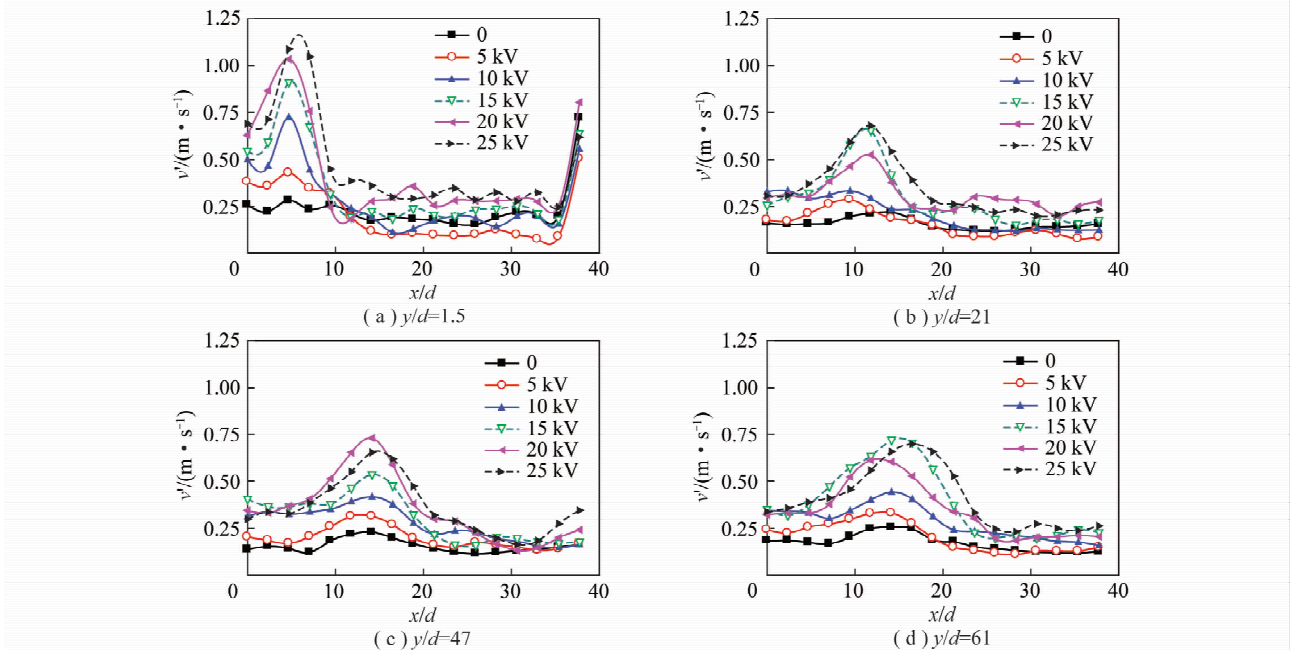 1.25
1.00
0.75
0.50
0.25
0
10
20
30
40
v′/(m • s⁻¹)
x/d
0
5 kV
10 kV
15 kV
20 kV
25 kV
( a ) y/d=1.5
1.25
1.00
0.75
0.50
0.25
0
10
20
30
40
v′/(m • s⁻¹)
x/d
0
5 kV
10 kV
15 kV
20 kV
25 kV
( b ) y/d=21
1.25
1.00
0.75
0.50
0.25
0
10
20
30
40
v′/(m • s⁻¹)
x/d
0
5 kV
10 kV
15 kV
20 kV
25 kV
( c ) y/d=47
1.25
1.00
0.75
0.50
0.25
0
10
20
30
40
v′/(m • s⁻¹)
x/d
0
5 kV
10 kV
15 kV
20 kV
25 kV
( d ) y/d=61